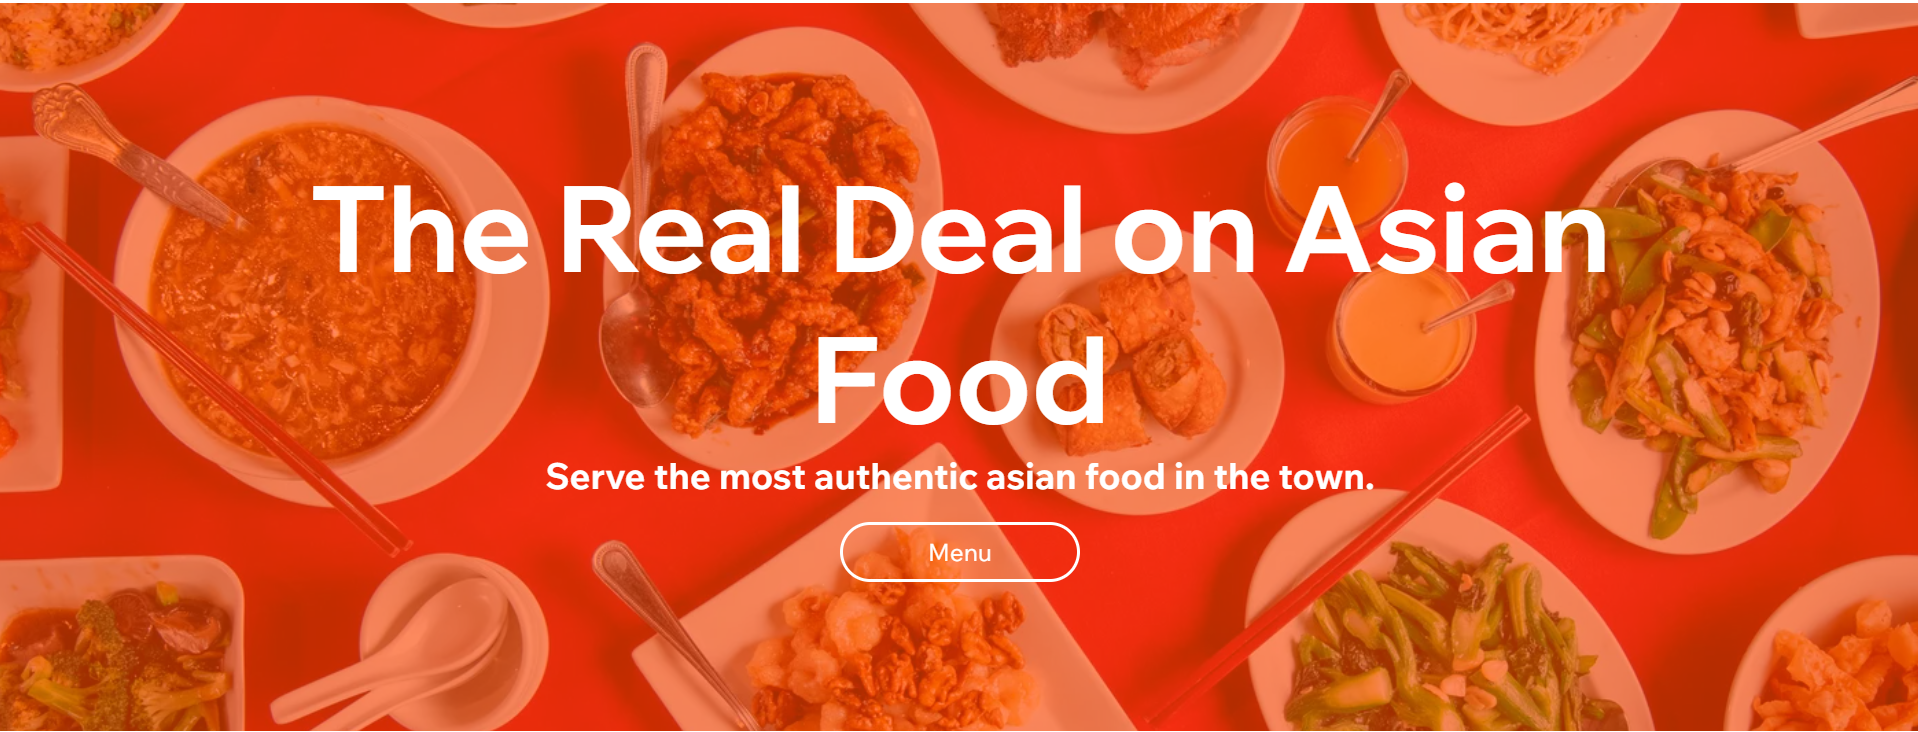 The Real Deal on Asian
Food
Serve the most authentic asian food in the town.
Menu